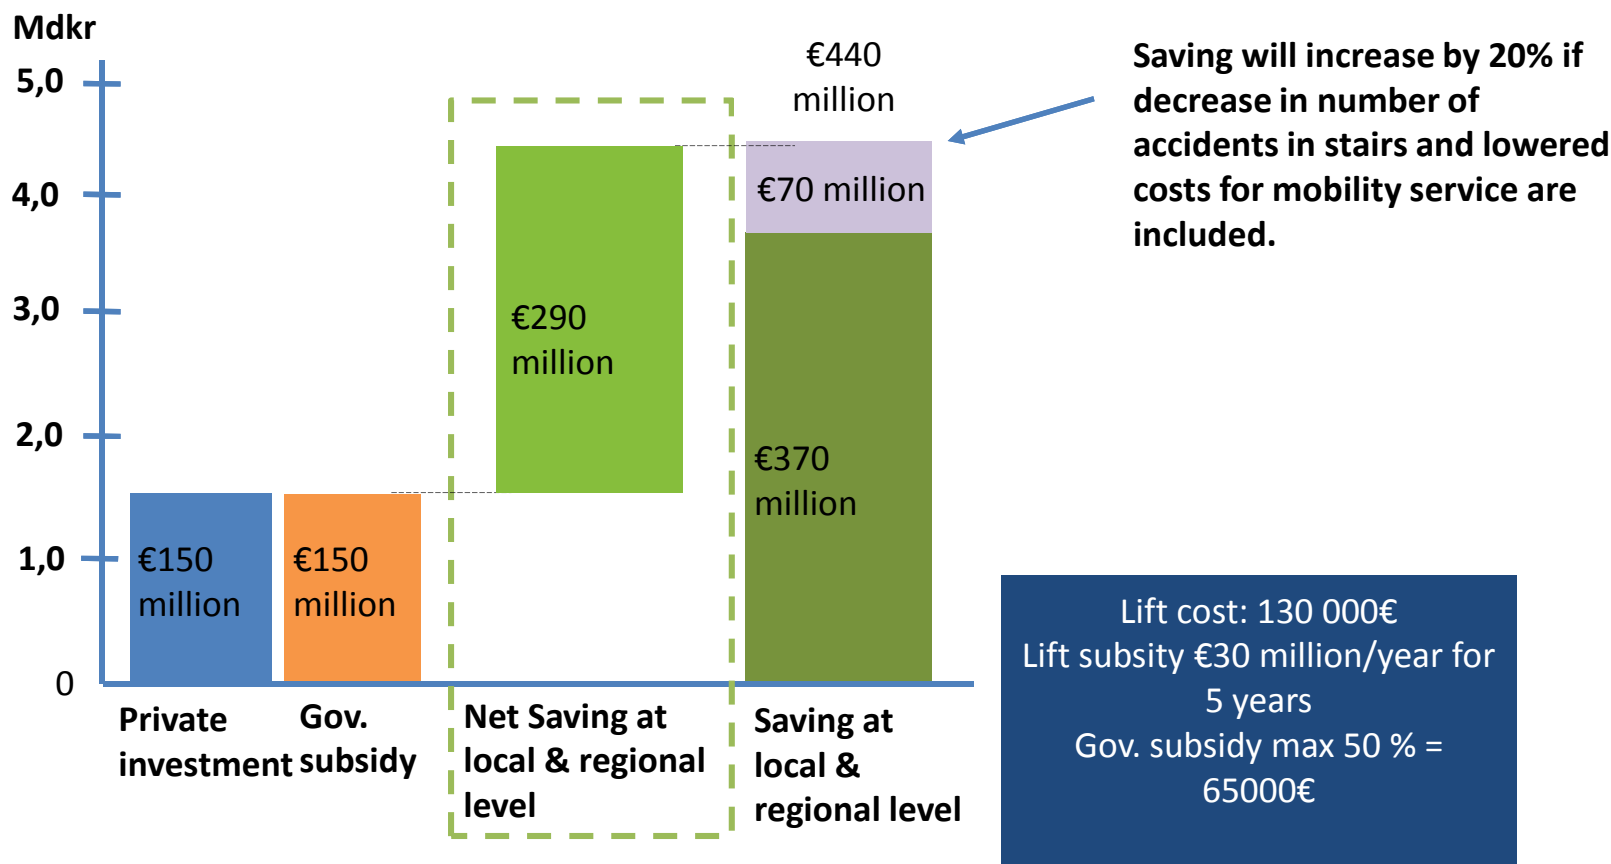 Mdkr
5,0
4,0
3,0
2,0
1,0
0
€150
million
€150
million
€290
million
€440
million
€70 million
€370
million
Private
investment
Gov.
subsidy
Net Saving at
local & regional
level
Saving at
local &
regional level
Saving will increase by 20% if
decrease in number of
accidents in stairs and lowered
costs for mobility service are
included.
Lift cost: 130 000€
Lift subsity €30 million/year for
5 years
Gov. subsidy max 50 % =
65000€